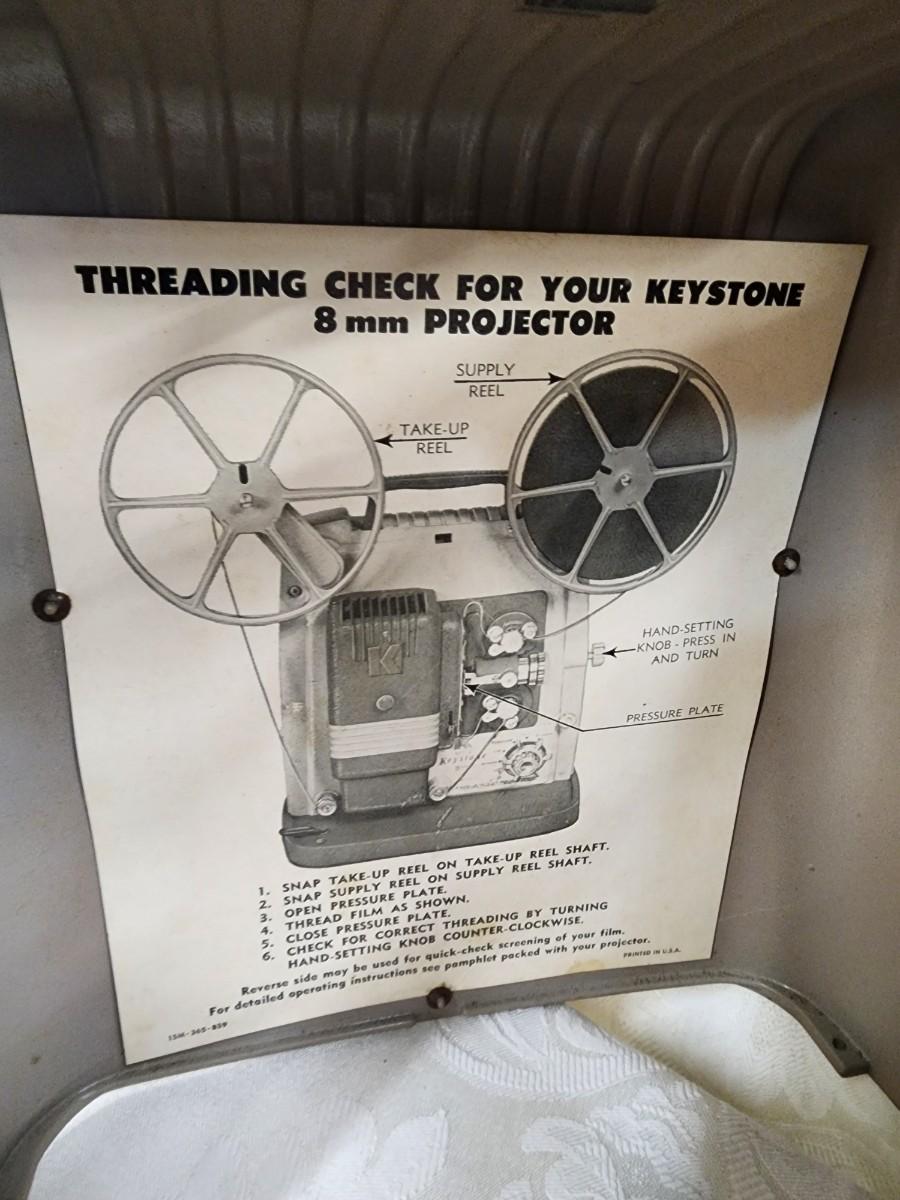 THREADING CHECK FOR YOUR KEYSTONE
8 mm PROJECTOR
SUPPLY
REEL
TAKE-UP
REEL
HAND-SETTING
KNOB - PRESS IN
AND TURN
PRESSURE PLATE
K
Keystone
1. SNAP TAKE-UP REEL ON TAKE-UP REEL SHAFT.
2. SNAP SUPPLY REEL ON SUPPLY REEL SHAFT.
3. OPEN PRESSURE PLATE.
4. THREAD FILM AS SHOWN.
5. CLOSE PRESSURE PLATE.
6. CHECK FOR CORRECT THREADING BY TURNING
HAND-SETTING KNOB COUNTER-CLOCKWISE.
Reverse side may be used for quick-check screening of your film.
For detailed operating instructions see pamphlet packed with your projector.
PRINTED IN U.S.A.
15M-365-859